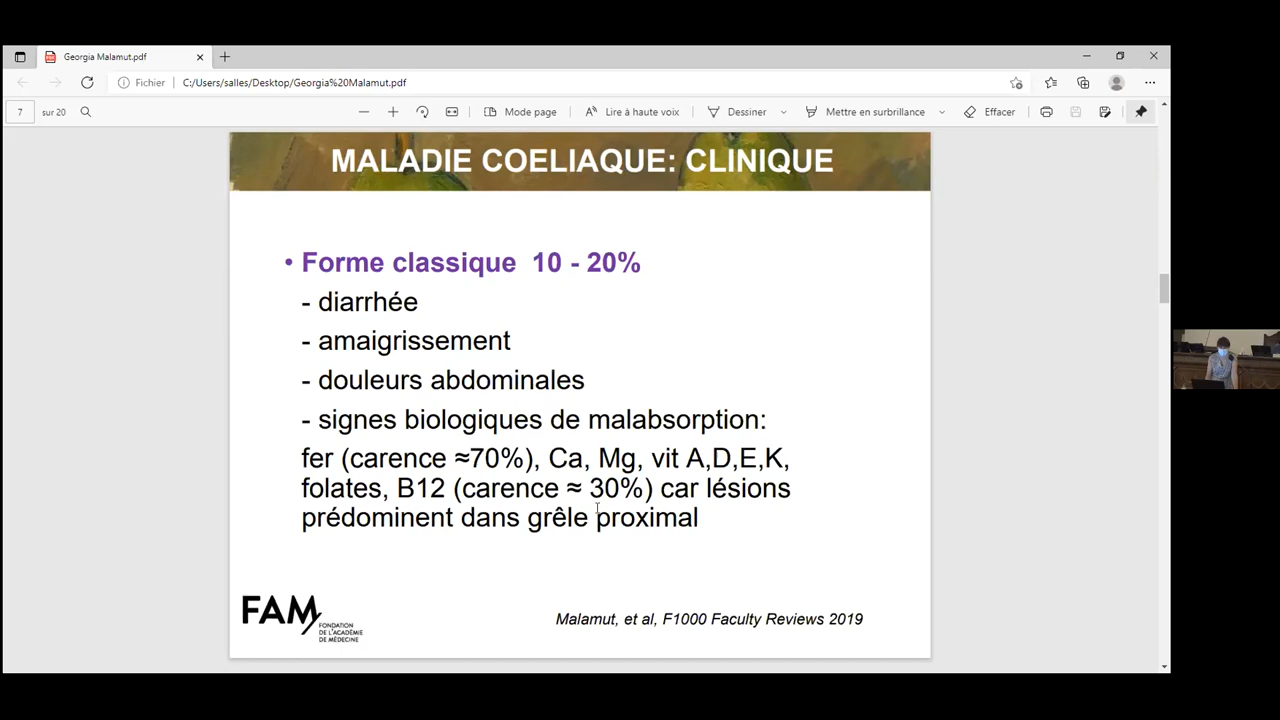 Georgia Malamut.pdf
Fichier
C:/Users/salles/Desktop/Georgia%20Malamut.pdf
7 sur 20
Mode page
Lire à haute voix
Dessiner
Mettre en surbrillance
Effacer
MALADIE COELIAQUE: CLINIQUE
• Forme classique 10 - 20%
- diarrhée
- amaigrissement
- douleurs abdominales
- signes biologiques de malabsorption:
fer (carence ≈70%), Ca, Mg, vit A,D,E,K,
folates, B12 (carence ≈ 30%) car lésions
prédominent dans grêle proximal
FAM
FONDATION
DE L'ACADÉMIE
DE MÉDECINE
Malamut, et al, F1000 Faculty Reviews 2019